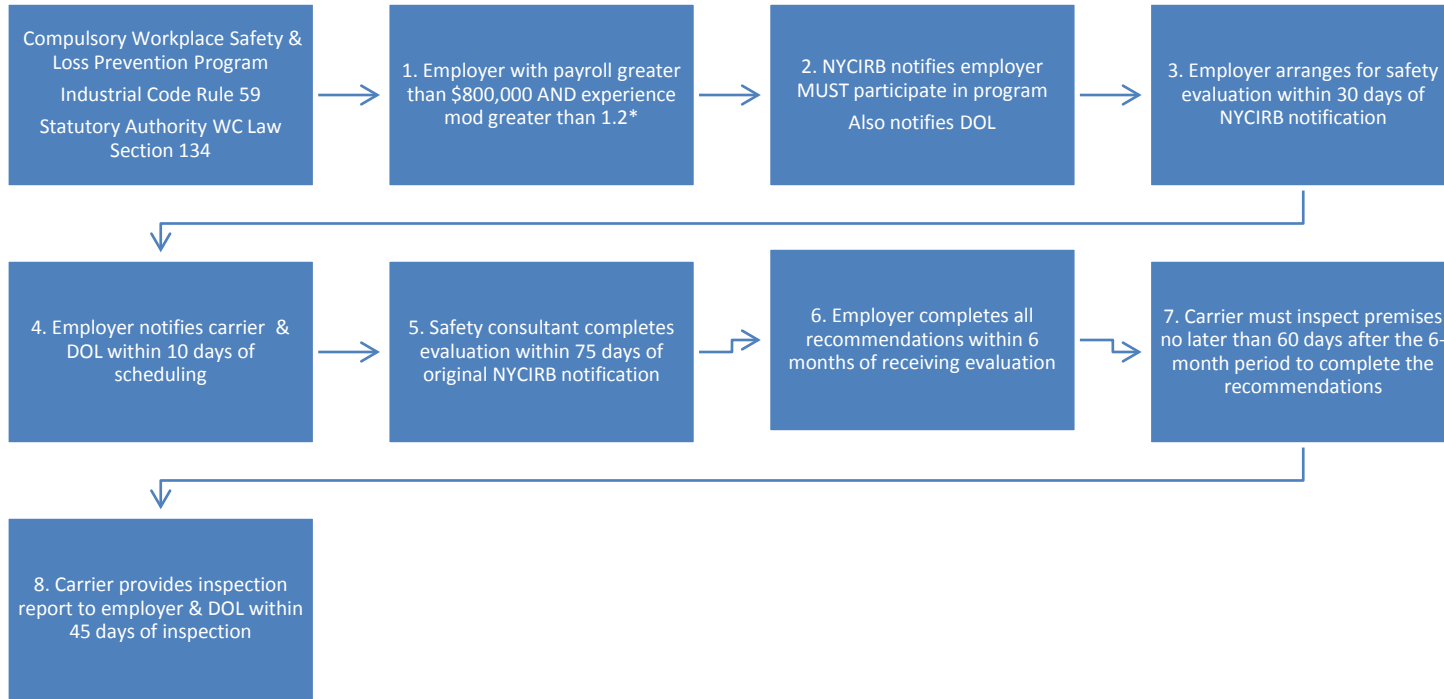 Compulsory Workplace Safety &
Loss Prevention Program
Industrial Code Rule 59
Statutory Authority WC Law
Section 134
1. Employer with payroll greater
than $800,000 AND experience
mod greater than 1.2*
2. NYCIRB notifies employer
MUST participate in program
Also notifies DOL
3. Employer arranges for safety
evaluation within 30 days of
NYCIRB notification
4. Employer notifies carrier &
DOL within 10 days of
scheduling
5. Safety consultant completes
evaluation within 75 days of
original NYCIRB notification
6. Employer completes all
recommendations within 6
months of receiving evaluation
7. Carrier must inspect premises
no later than 60 days after the 6-
month period to complete the
recommendations
8. Carrier provides inspection
report to employer & DOL within
45 days of inspection